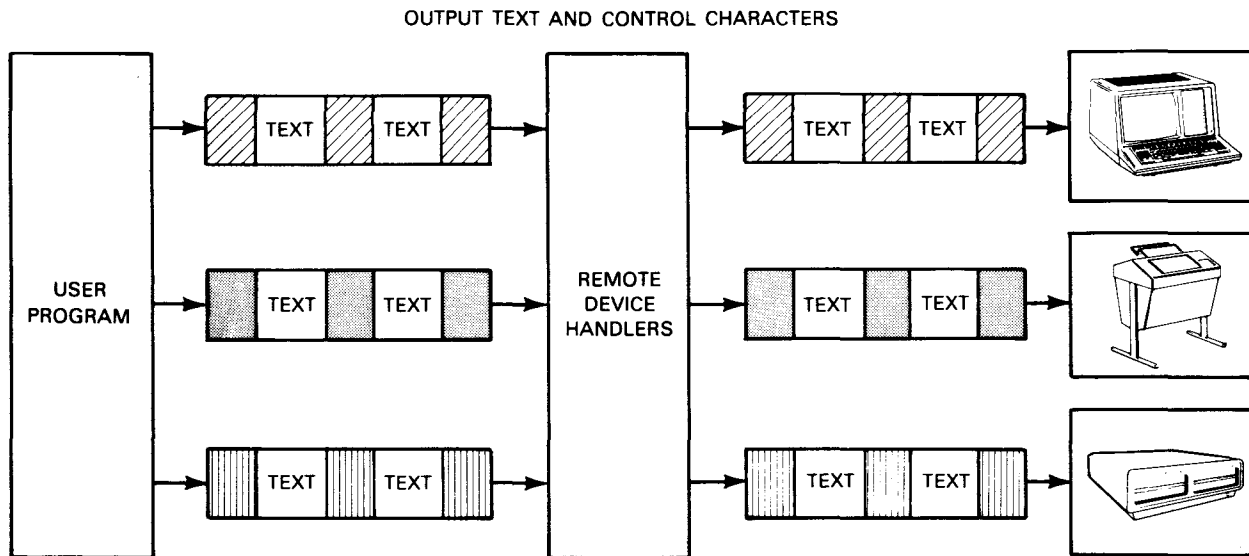 OUTPUT TEXT AND CONTROL CHARACTERS
TEXT TEXT TEXT TEXT
USER
PROGRAM
TEXT TEXT
REMOTE
DEVICE
HANDLERS
TEXT TEXT
TEXT TEXT TEXT TEXT